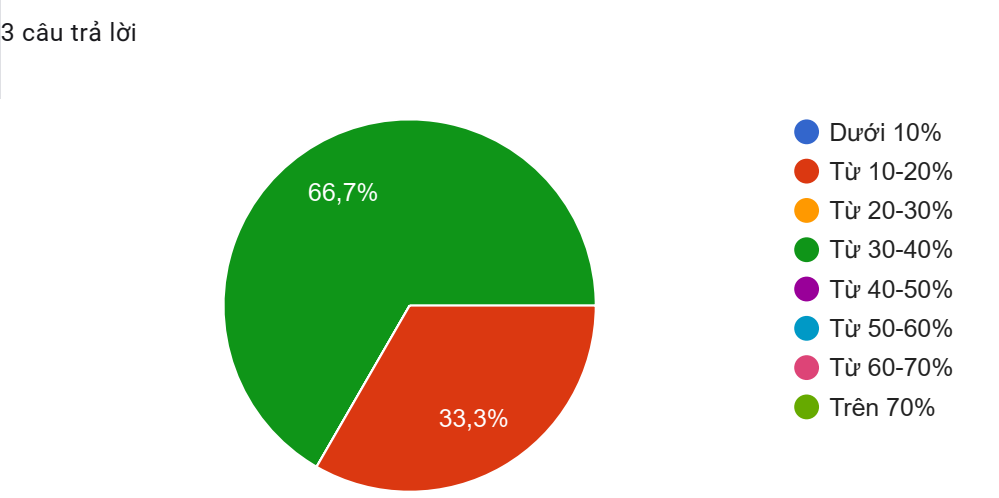 3 câu trả lời
66,7%
33,3%
Dưới 10%
Từ 10-20%
Từ 20-30%
Từ 30-40%
Từ 40-50%
Từ 50-60%
Từ 60-70%
Trên 70%